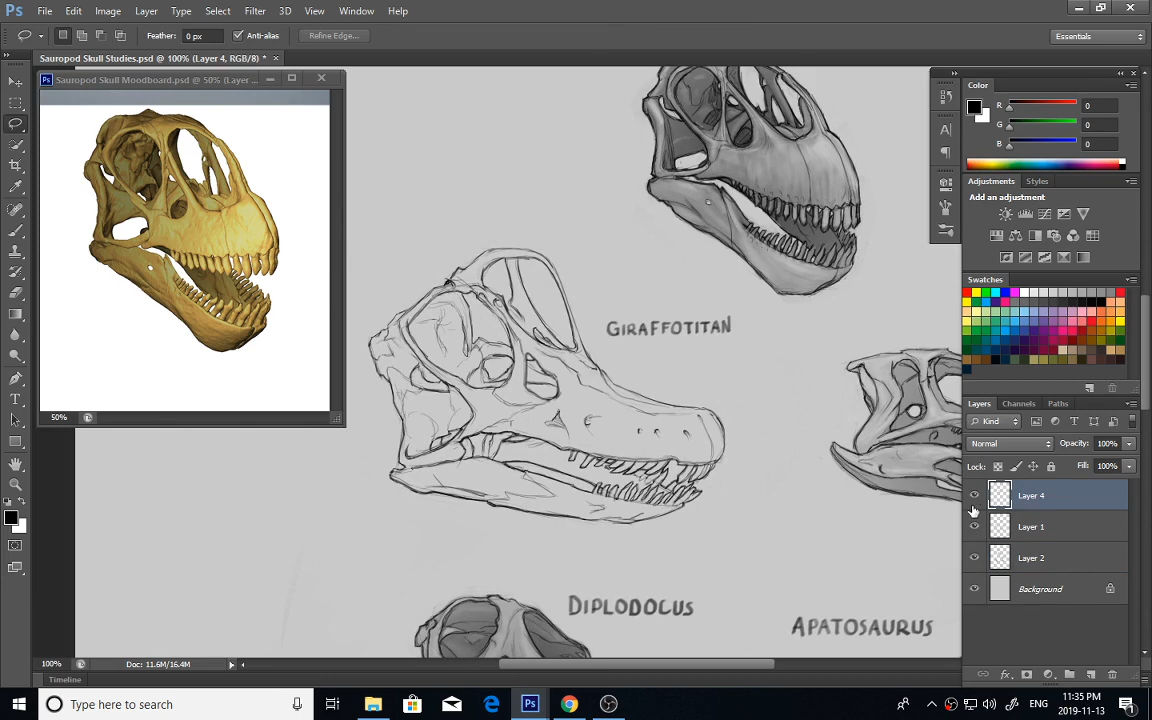 Ps File Edit Image Layer Type Select Filter 3D View Window Help
Feather: 0 px Anti-alias Refine Edge... Essentials
Sauropod Skull Studies.psd @ 100% (Layer 4, RGB/8) *
Sauropod Skull Moodboard.psd @ 50% (Layer ...
Color
R 0
G 0
B 0
Adjustments Styles
Add an adjustment
Swatches
GIRAFFOTITAN
50%
Layers Channels Paths
Kind
Normal Opacity: 100%
Lock: Fill: 100%
Layer 4
Layer 1
Layer 2
Background
DIPLODOCUS
APATOSAURUS
100% Doc: 11.6M/16.4M
Timeline
Type here to search
ENG
11:35 PM
2019-11-13
1